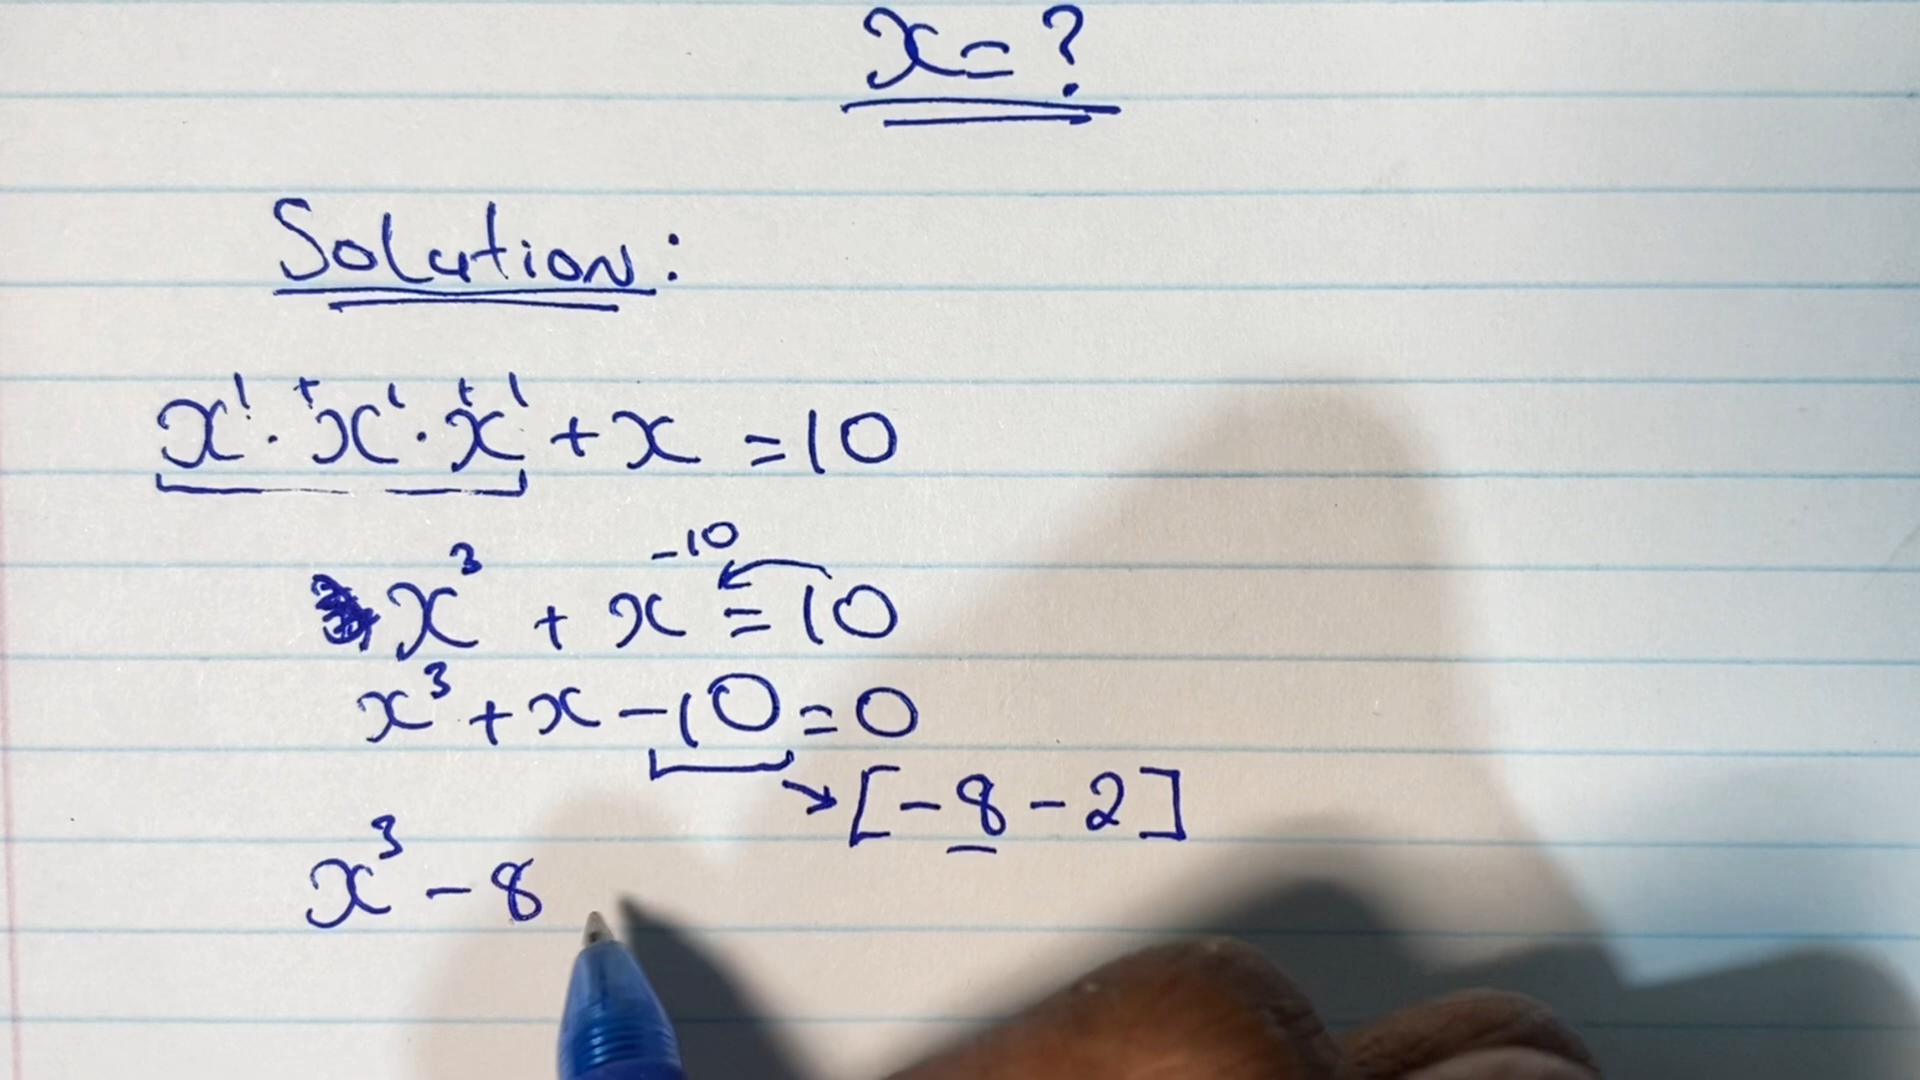 x=?
Solution:
x¹·⁺x¹·⁺x¹+x=10
-10
x³+x=10
x³+x-10=0
→[-8-2]
x³-8